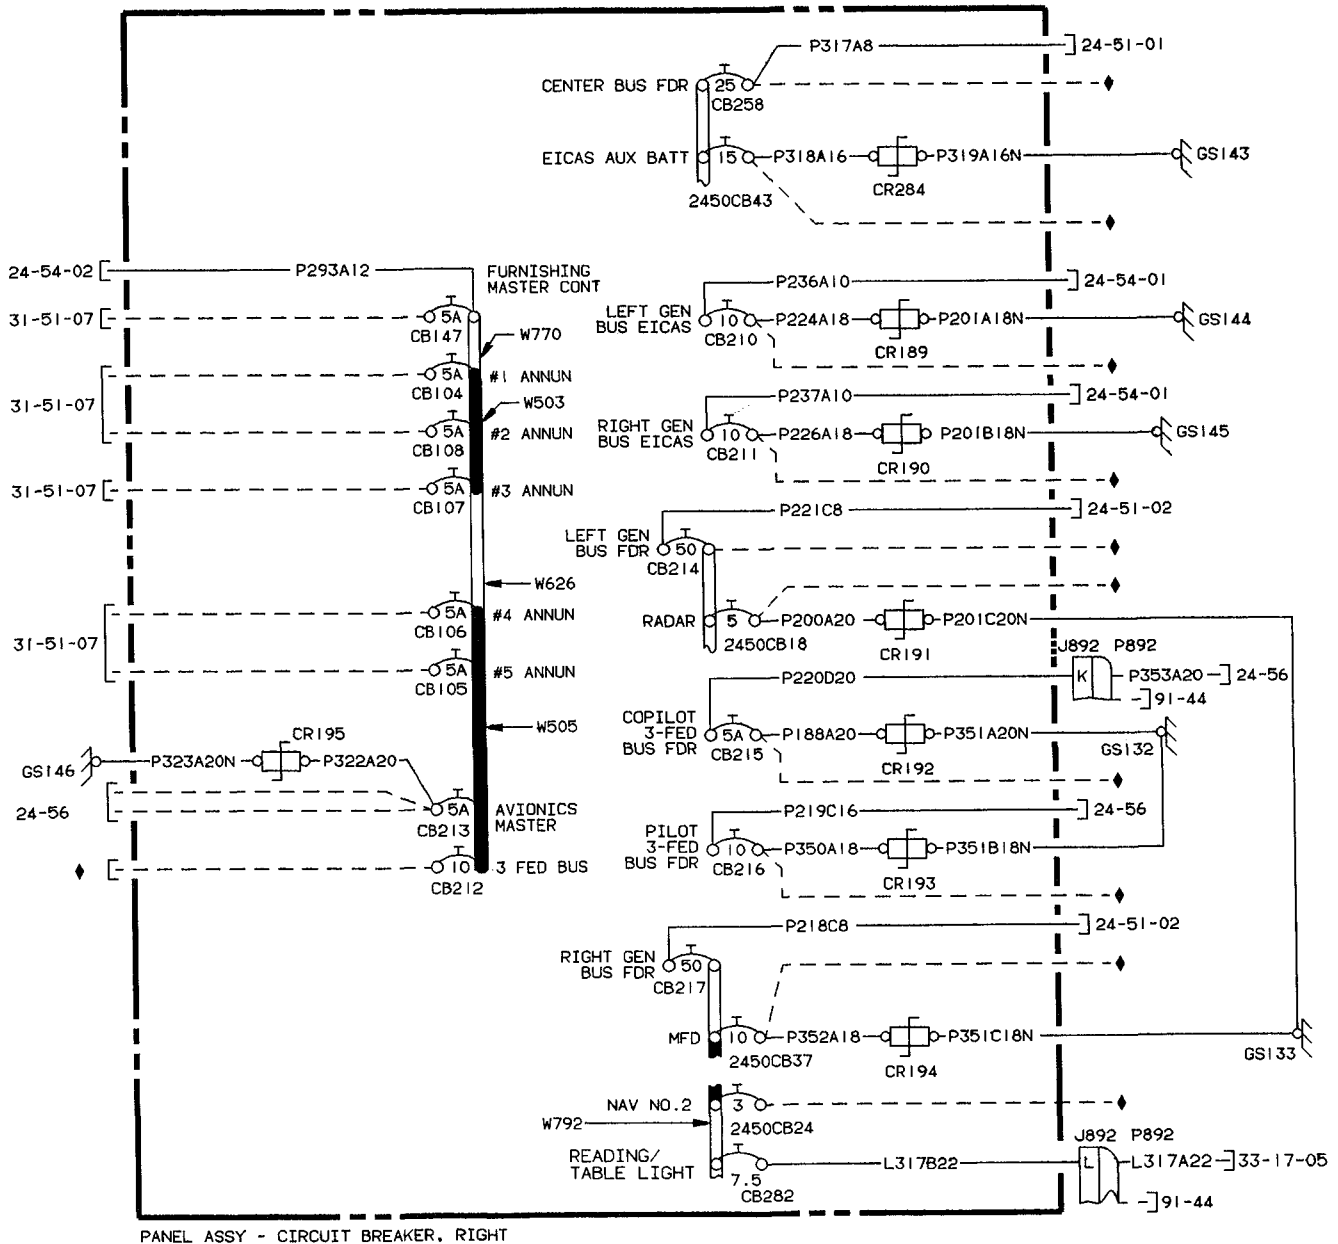 P317A8
24-51-01
CENTER BUS FDR
25
CB258
EICAS AUX BATT
15
P318A16
P319A16N
GS143
CR284
2450CB43
24-54-02
P293A12
FURNISHING
MASTER CONT
31-51-07
5A
CB147
W770
5A
#1 ANNUN
CB104
31-51-07
W503
5A
#2 ANNUN
CB108
31-51-07
5A
#3 ANNUN
CB107
W626
5A
#4 ANNUN
CB106
31-51-07
5A
#5 ANNUN
CB105
W505
CR195
GS146
P323A20N
P322A20
24-56
5A
CB213
AVIONICS
MASTER
10
3 FED BUS
CB212
P236A10
24-54-01
LEFT GEN
BUS EICAS
10
P224A18
P201A18N
GS144
CB210
CR189
P237A10
24-54-01
RIGHT GEN
BUS EICAS
10
P226A18
P201B18N
GS145
CB211
CR190
P221C8
24-51-02
LEFT GEN
BUS FDR
50
CB214
RADAR
5
P200A20
P201C20N
2450CB18
CR191
J892 P892
P220D20
K
P353A20
24-56
91-44
COPILOT
3-FED
BUS FDR
5A
P188A20
P351A20N
GS132
CB215
CR192
P219C16
24-56
PILOT
3-FED
BUS FDR
10
P350A18
P351B18N
CB216
CR193
P218C8
24-51-02
RIGHT GEN
BUS FDR
50
CB217
MFD
10
P352A18
P351C18N
GS133
2450CB37
CR194
NAV NO.2
3
2450CB24
W792
J892 P892
READING/
TABLE LIGHT
7.5
CB282
L317B22
L
L317A22
33-17-05
91-44
PANEL ASSY - CIRCUIT BREAKER, RIGHT